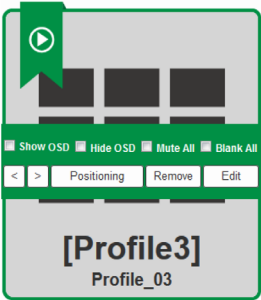 Show OSD Hide OSD Mute All Blank All
< > Positioning Remove Edit
[Profile3]
Profile_03